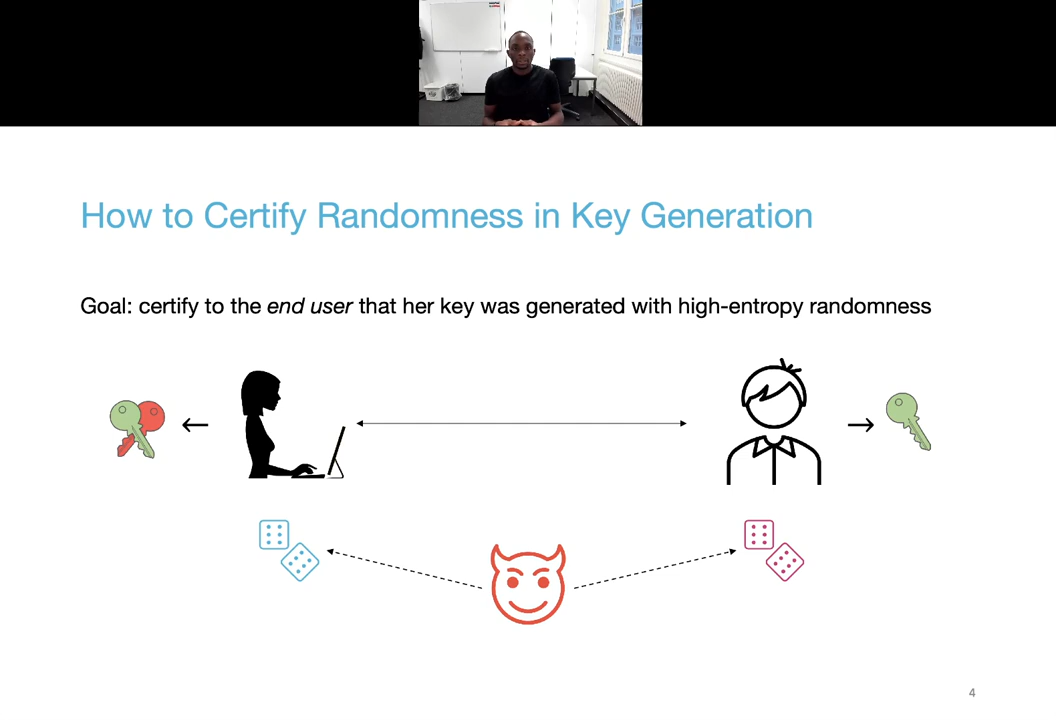 How to Certify Randomness in Key Generation
Goal: certify to the end user that her key was generated with high-entropy randomness
4